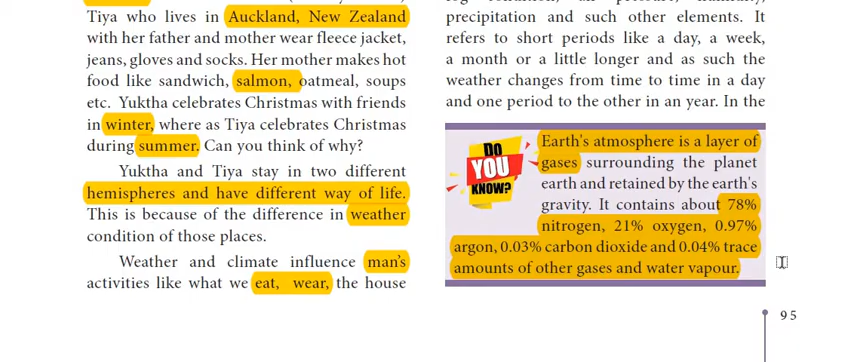 Tiya who lives in Auckland, New Zealand
with her father and mother wear fleece jacket,
jeans, gloves and socks. Her mother makes hot
food like sandwich, salmon, oatmeal, soups
etc. Yuktha celebrates Christmas with friends
in winter, where as Tiya celebrates Christmas
during summer. Can you think of why?
Yuktha and Tiya stay in two different
hemispheres and have different way of life.
This is because of the difference in weather
condition of those places.
Weather and climate influence man's
activities like what we eat, wear, the house
precipitation and such other elements. It
refers to short periods like a day, a week,
a month or a little longer and as such the
weather changes from time to time in a day
and one period to the other in an year. In the
DO
YOU
KNOW?
Earth's atmosphere is a layer of
gases surrounding the planet
earth and retained by the earth's
gravity. It contains about 78%
nitrogen, 21% oxygen, 0.97%
argon, 0.03% carbon dioxide and 0.04% trace
amounts of other gases and water vapour.
95